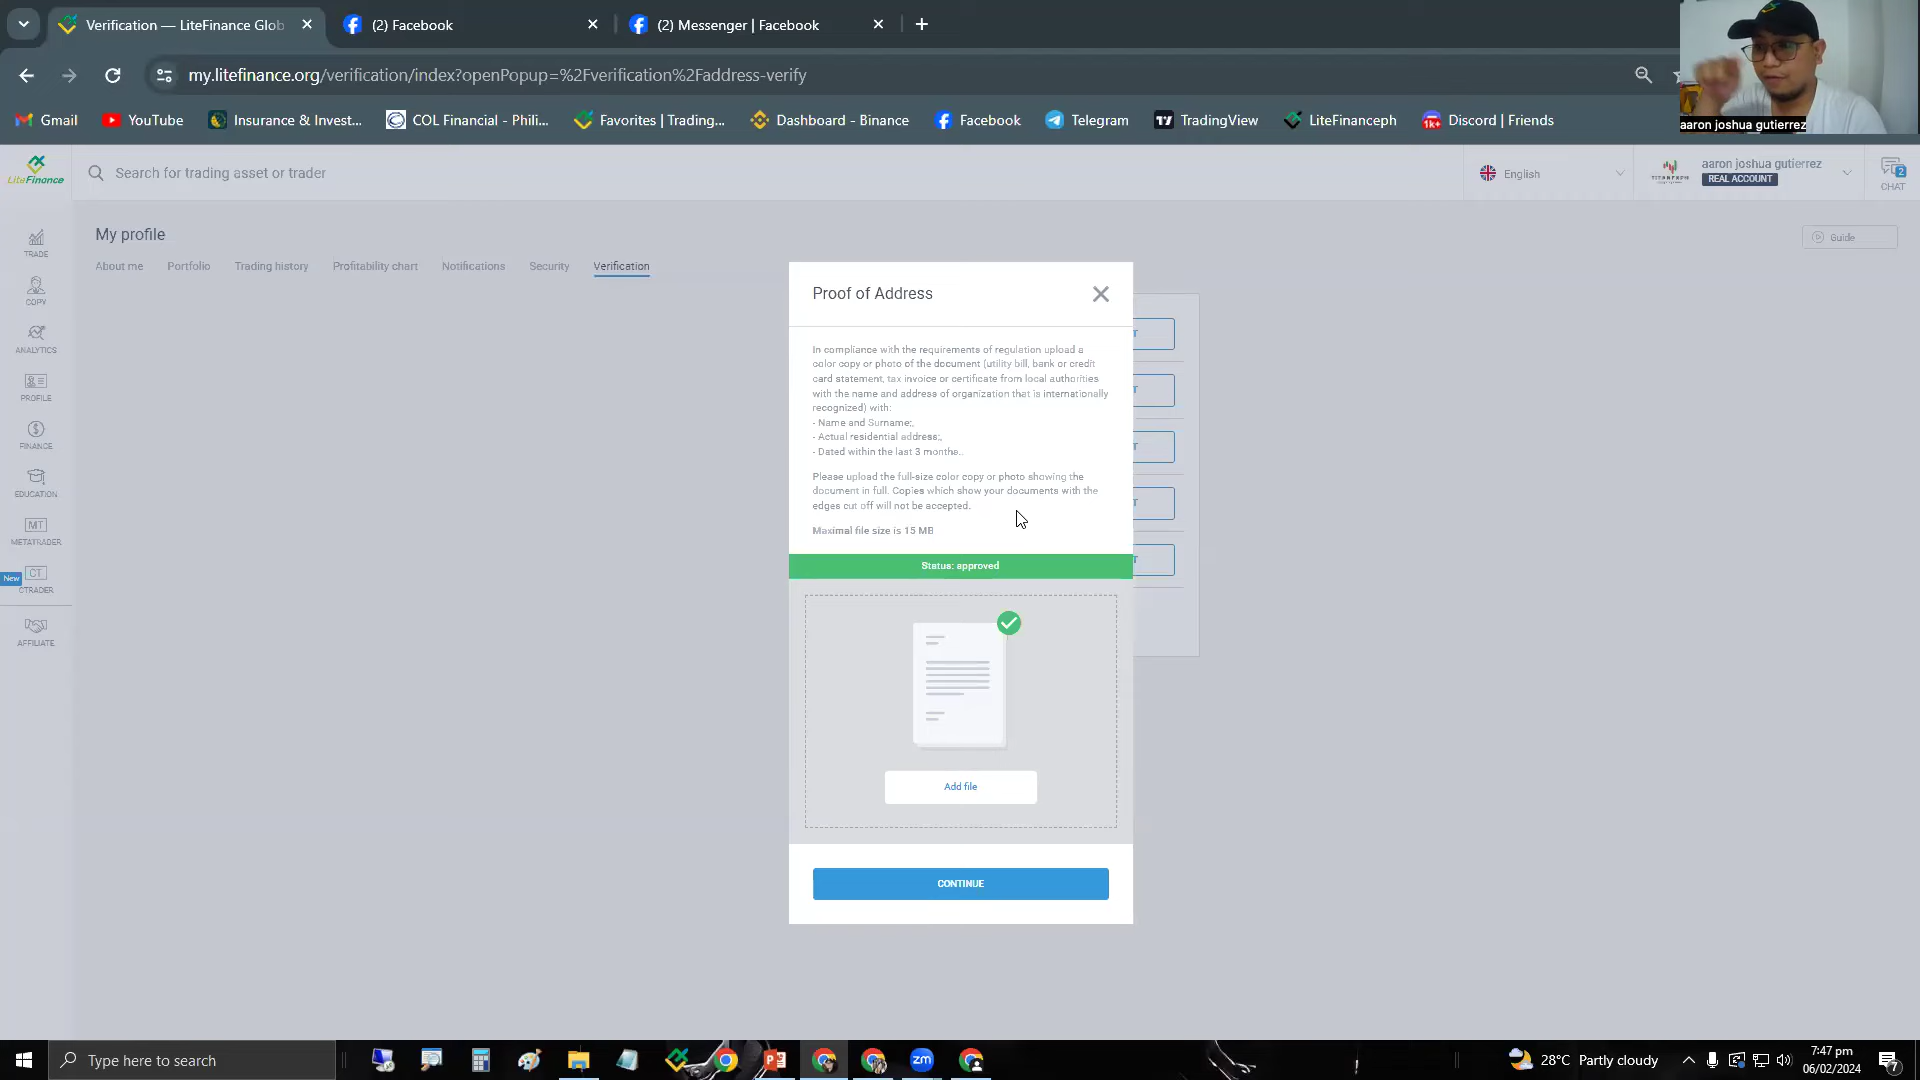 Verification — LiteFinance Glob
(2) Facebook
(2) Messenger | Facebook
my.litefinance.org/verification/index?openPopup=%2Fverification%2Faddress-verify
Gmail
YouTube
Insurance & Invest...
COL Financial - Phili...
Favorites | Trading...
Dashboard - Binance
Facebook
Telegram
TradingView
LiteFinanceph
Discord | Friends
aaron joshua gutierrez
LiteFinance
Search for trading asset or trader
English
aaron joshua gutierrez
REAL ACCOUNT
2
CHAT
My profile
Guide
About me
Portfolio
Trading history
Profitability chart
Notifications
Security
Verification
TRADE
COPY
ANALYTICS
PROFILE
FINANCE
EDUCATION
MT
METATRADER
New
CT
CTRADER
AFFILIATE
Proof of Address
In compliance with the requirements of regulation upload a
color copy or photo of the document (utility bill, bank or credit
card statement, tax invoice or certificate from local authorities
with the name and address of organization that is internationally
recognized) with:
- Name and Surname;,
- Actual residential address;,
- Dated within the last 3 months..
Please upload the full-size color copy or photo showing the
document in full. Copies which show your documents with the
edges cut off will not be accepted.
Maximal file size is 15 MB
Status: approved
Add file
CONTINUE
T
T
T
T
T
Type here to search
zm
28°C Partly cloudy
7:47 pm
06/02/2024
7